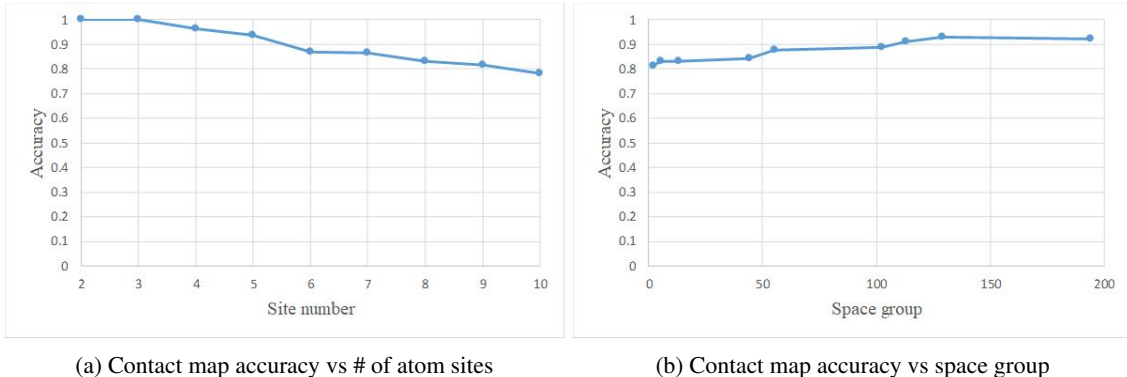 1
0.9
0.8
0.7
0.6
0.5
0.4
0.3
0.2
0.1
0
Accuracy
2 3 4 5 6 7 8 9 10
Site number
(a) Contact map accuracy vs # of atom sites
1
0.9
0.8
0.7
0.6
0.5
0.4
0.3
0.2
0.1
0
Accuracy
0 50 100 150 200
Space group
(b) Contact map accuracy vs space group